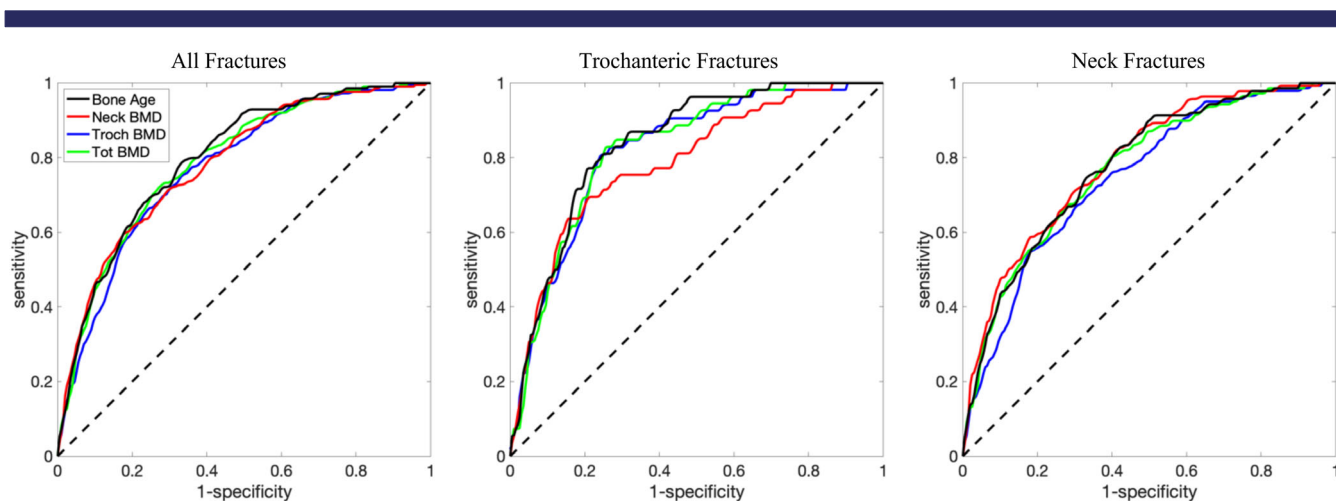 All Fractures
1
Bone Age
Neck BMD
Troch BMD
Tot BMD
0.8
0.6
0.4
0.2
0
sensitivity
0 0.2 0.4 0.6 0.8 1
1-specificity
Trochanteric Fractures
1
0.8
0.6
0.4
0.2
0
sensitivity
0 0.2 0.4 0.6 0.8 1
1-specificity
Neck Fractures
1
0.8
0.6
0.4
0.2
0
sensitivity
0 0.2 0.4 0.6 0.8 1
1-specificity